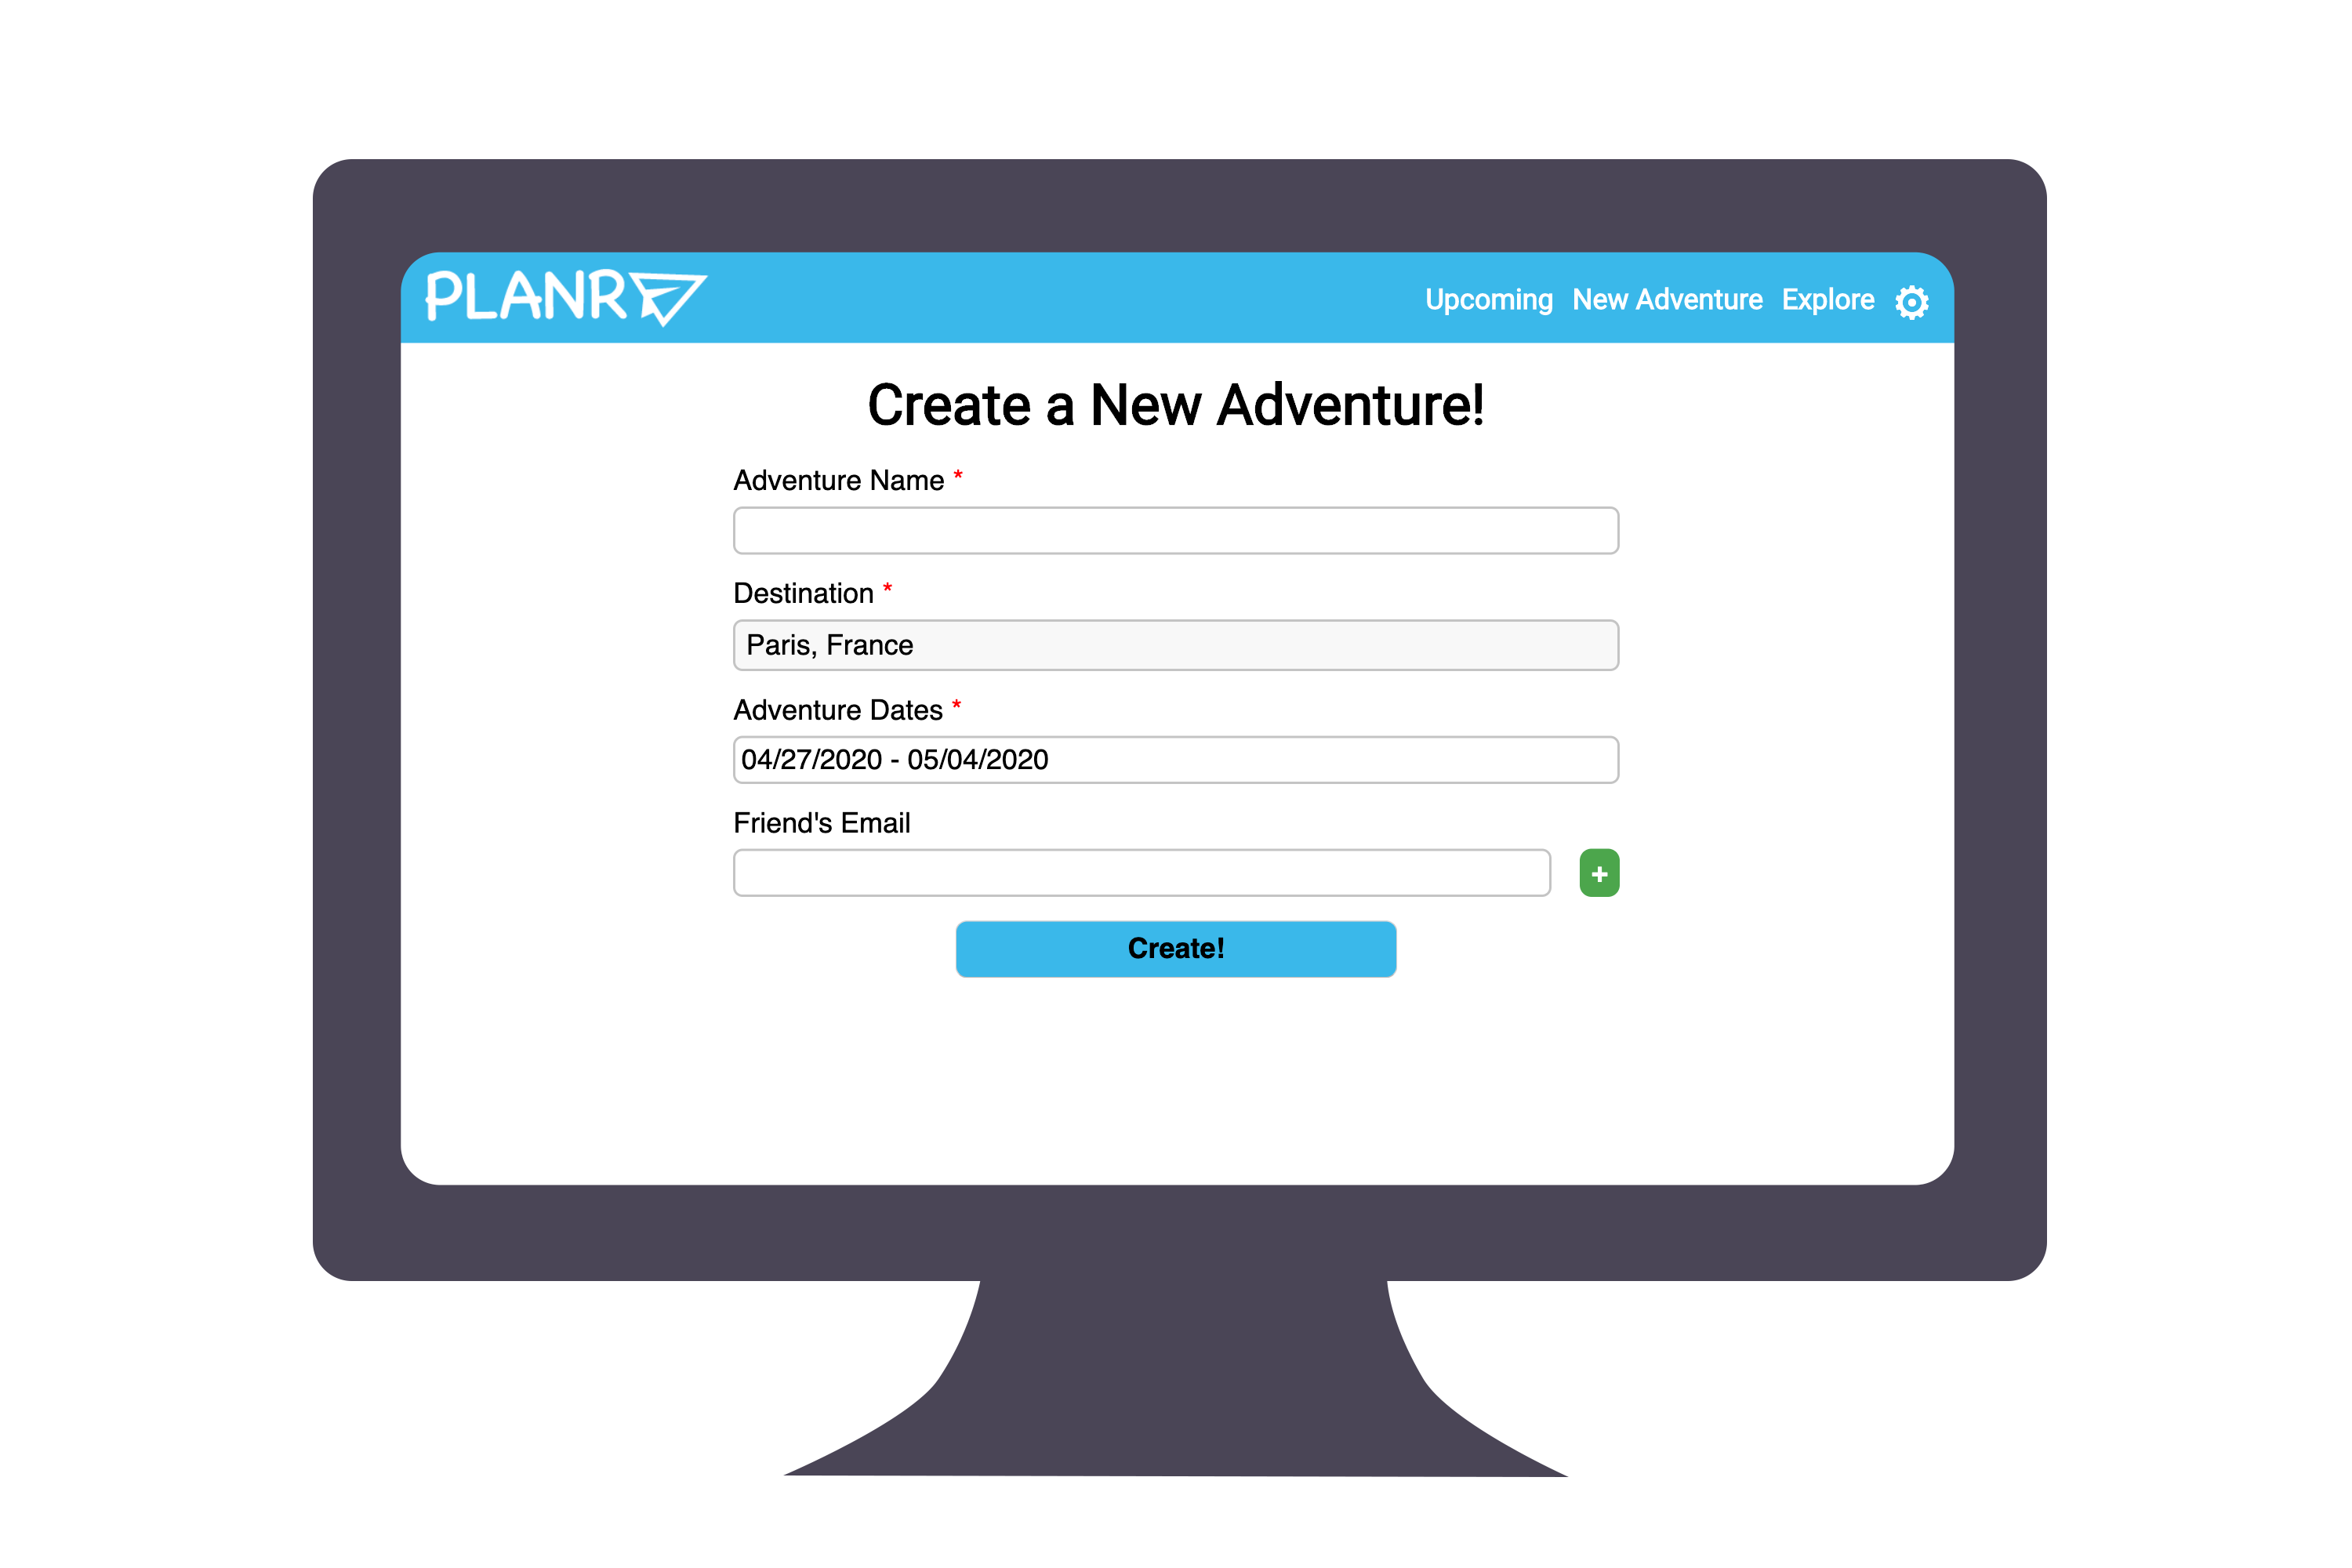 PLANR
Upcoming New Adventure Explore
Create a New Adventure!
Adventure Name *
Destination *
Paris, France
Adventure Dates *
04/27/2020 - 05/04/2020
Friend's Email
+
Create!